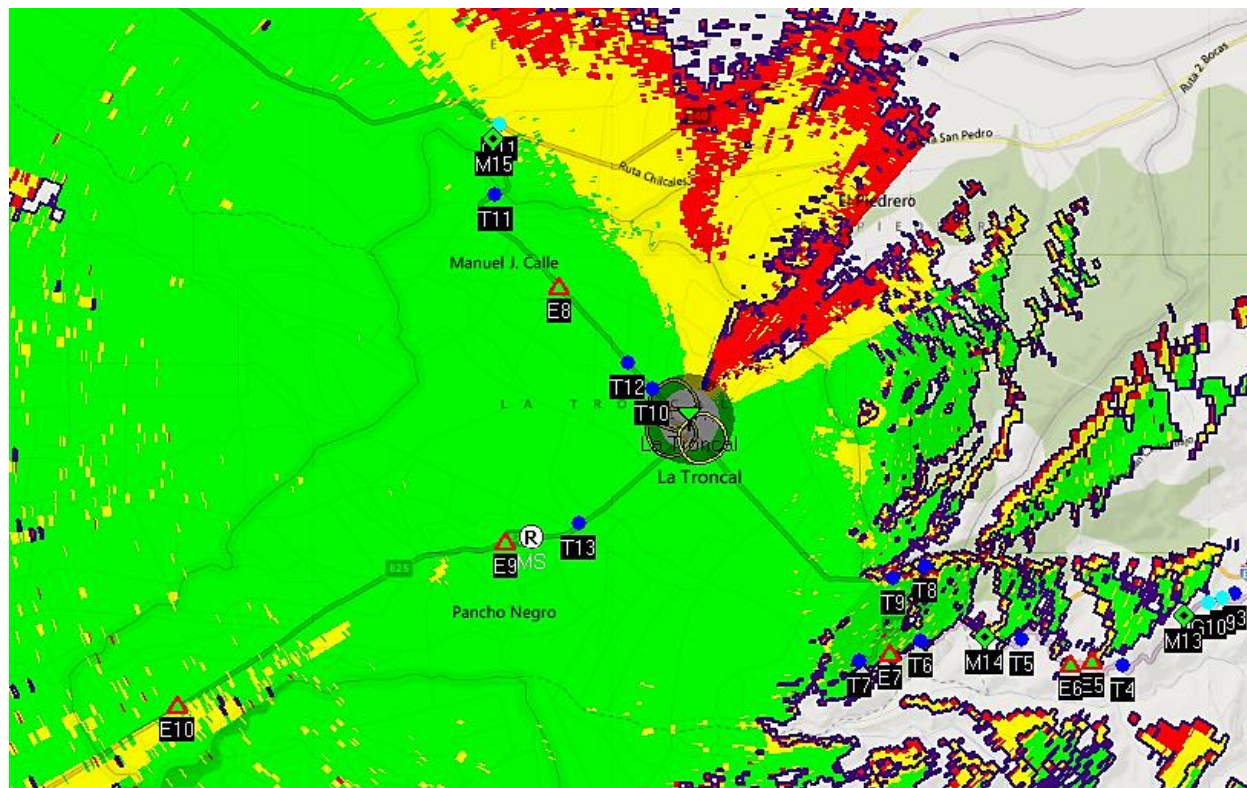 Ruta 2 Bocas
San Pedro
M15
Ruta Chilcales
El Piedrero
T11
Manuel J. Calle
E8
T12
L A T R O
T10
La Troncal
La Troncal
R
T13
E9
MS
E25
T8
T9
Pancho Negro
G10
93
M13
T6
M14
T5
E7
T7
E6
E5
T4
E10